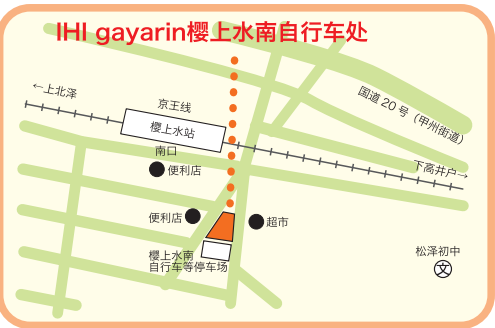 IHI gayarin樱上水南自行车处
←上北泽
京王线
国道 20 号（甲州街道）
樱上水站
南口
便利店
下高井户→
便利店
超市
樱上水南
自行车等停车场
松泽初中
文